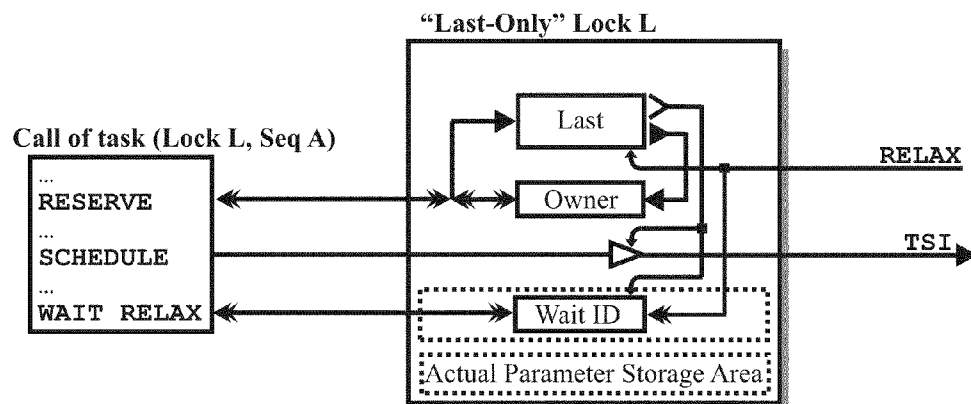 “Last-Only” Lock L
Last
Call of task (Lock L, Seq A)
RELAX
...
RESERVE
Owner
...
TSI
SCHEDULE
...
WAIT RELAX
Wait ID
Actual Parameter Storage Area